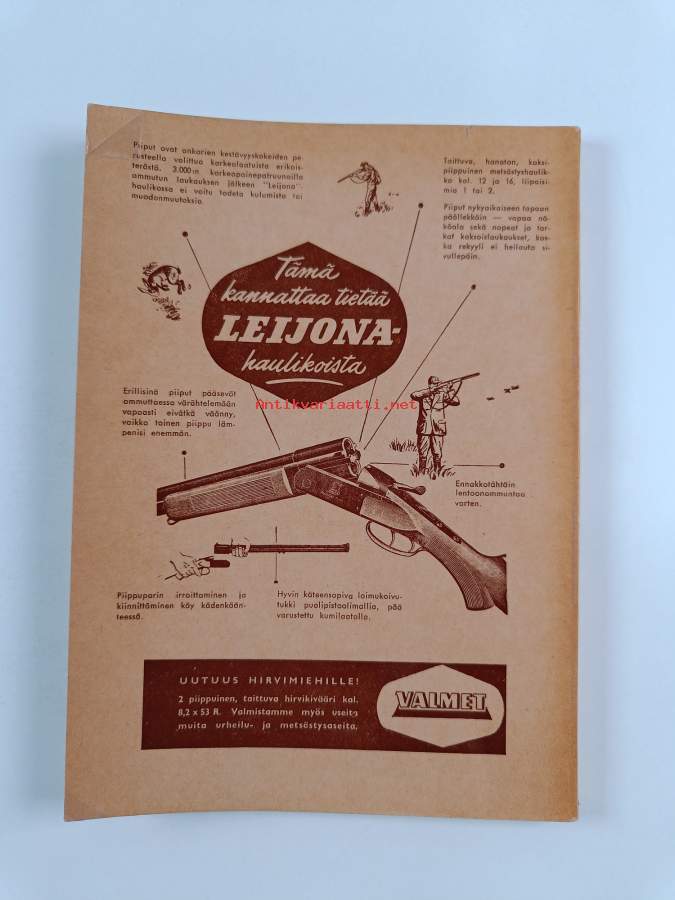 Piiput ovat ankarien kestävyyskokeiden pe-
rusteella valittua korkealaatuista erikois-
terästä. 3.000:n korkeapainepatruunalla
ammutun laukauksen jälkeen "Leijona"-
haulikossa ei voitu todeta kulumista tai
muodonmuutoksia.
Taittuva, hanaton, kaksi-
piippuinen metsästyshaulik-
ko kal. 12 ja 16, liipaisi-
mia 1 tai 2.
Piiput nykyaikaiseen tapaan
päällekkäin — vapaa nä-
köala sekä nopeat ja tar-
kat kaksoislaukaukset, kos-
ka rekyyli ei heilauta si-
vullepäin.
Tämä
kannattaa tietää
LEIJONA-
haulikoista
Antikvariaatti.net
Erillisinä piiput pääsevät
ammuttaessa värähtelemään
vapaasti eivätkä väänny,
vaikka toinen piippu läm-
penisi enemmän.
Ennakkotähtäin
lentoonammuntaa
varten.
Piippuparin irroittaminen ja
kiinnittäminen käy kädenkään-
teessä.
Hyvin käteensopiva loimukoivu-
tukki puolipistoolimallia, pää
varustettu kumilaatalla.
UUTUUS HIRVIMIEHILLE!
2 piippuinen, taittuva hirvikivääri kal.
8,2 x 53 R. Valmistamme myös useita
muita urheilu- ja metsästysaseita.
VALMET